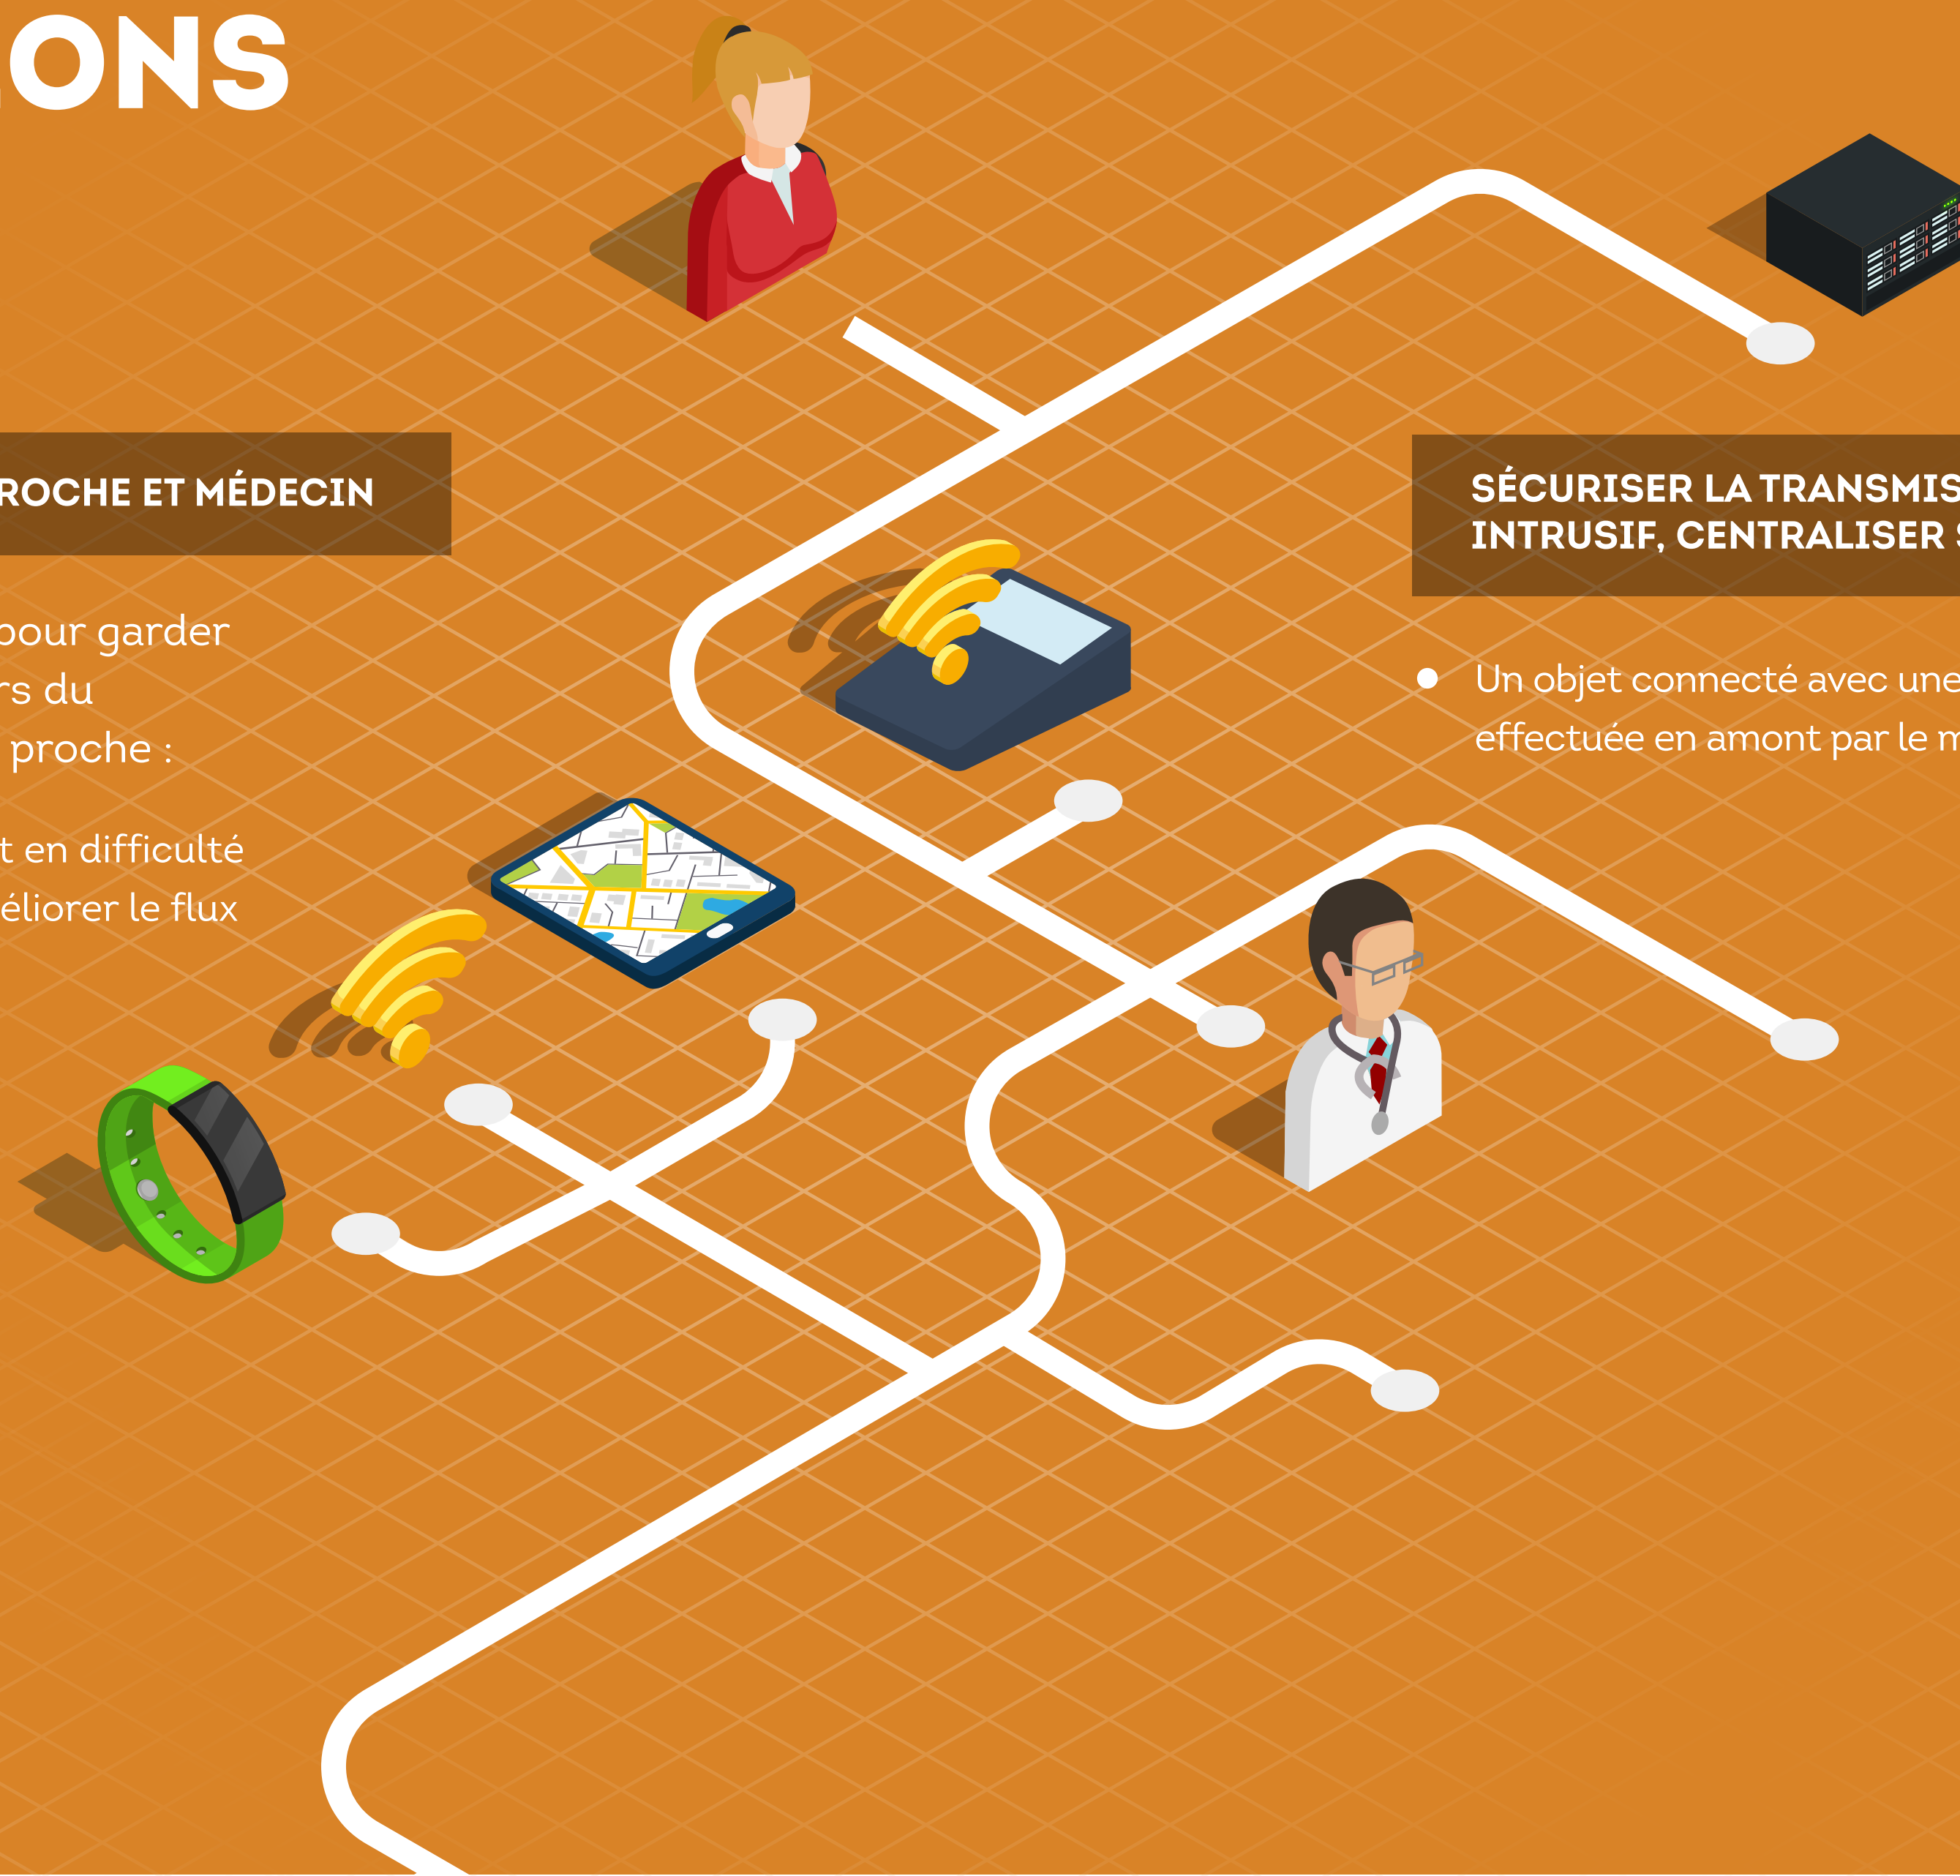 ONS
ROCHE ET MÉDECIN
pour garder
rs du
proche :
t en difficulté
éliorer le flux
SÉCURISER LA TRANSMIS
INTRUSIF, CENTRALISER
• Un objet connecté avec une
effectuée en amont par le m